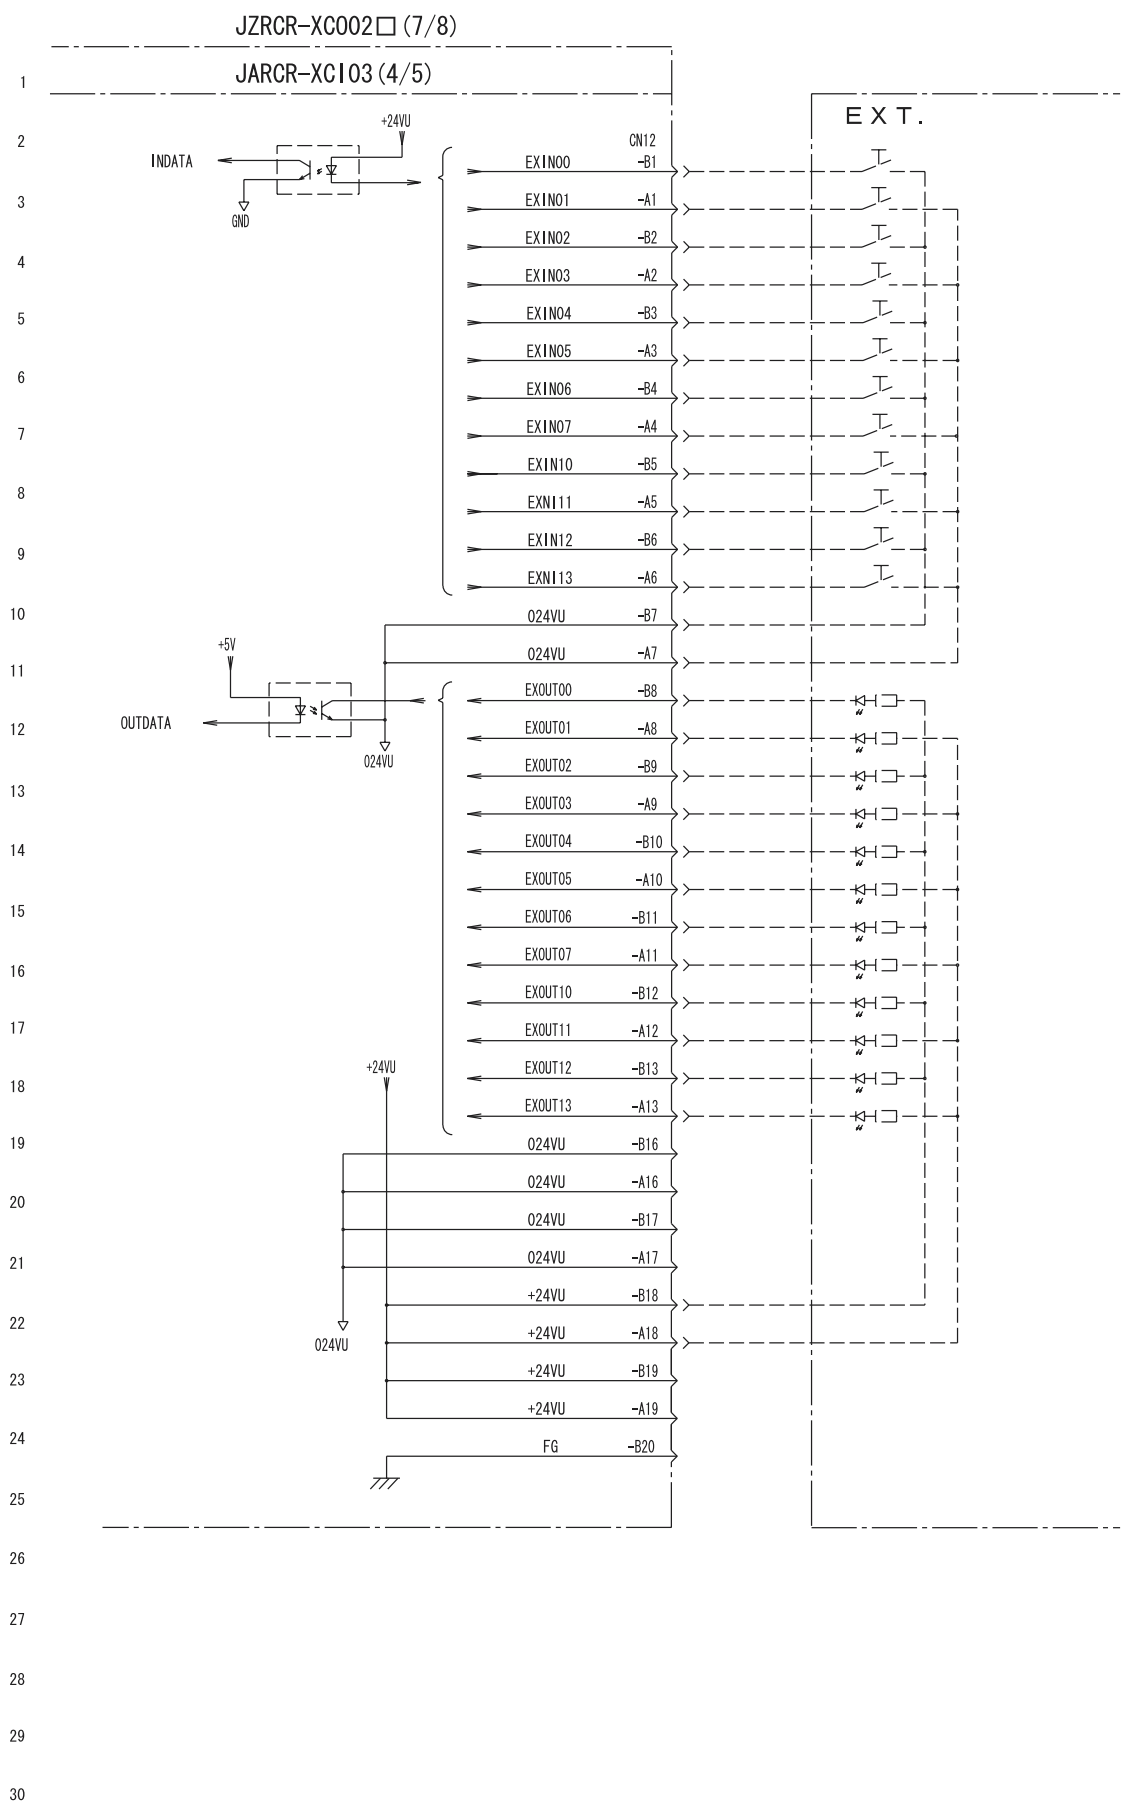 JZRCR-XCO02□(7/8)
JARCR-XCI03(4/5)
1
EXT.
+24VU
2
CN12
INDATA
EXIN00 -B1
3
EXIN01 -A1
GND
EXIN02 -B2
4
EXIN03 -A2
EXIN04 -B3
5
EXIN05 -A3
6
EXIN06 -B4
EXIN07 -A4
7
EXIN10 -B5
8
EXNI11 -A5
EXIN12 -B6
9
EXNI13 -A6
10
024VU -B7
+5V
024VU -A7
11
EXOUT00 -B8
OUTDATA
12
EXOUT01 -A8
024VU
EXOUT02 -B9
13
EXOUT03 -A9
EXOUT04 -B10
14
EXOUT05 -A10
15
EXOUT06 -B11
EXOUT07 -A11
16
EXOUT10 -B12
17
EXOUT11 -A12
+24VU
EXOUT12 -B13
18
EXOUT13 -A13
19
024VU -B16
024VU -A16
20
024VU -B17
024VU -A17
21
+24VU -B18
22
+24VU -A18
024VU
+24VU -B19
23
+24VU -A19
24
FG -B20
25
26
27
28
29
30